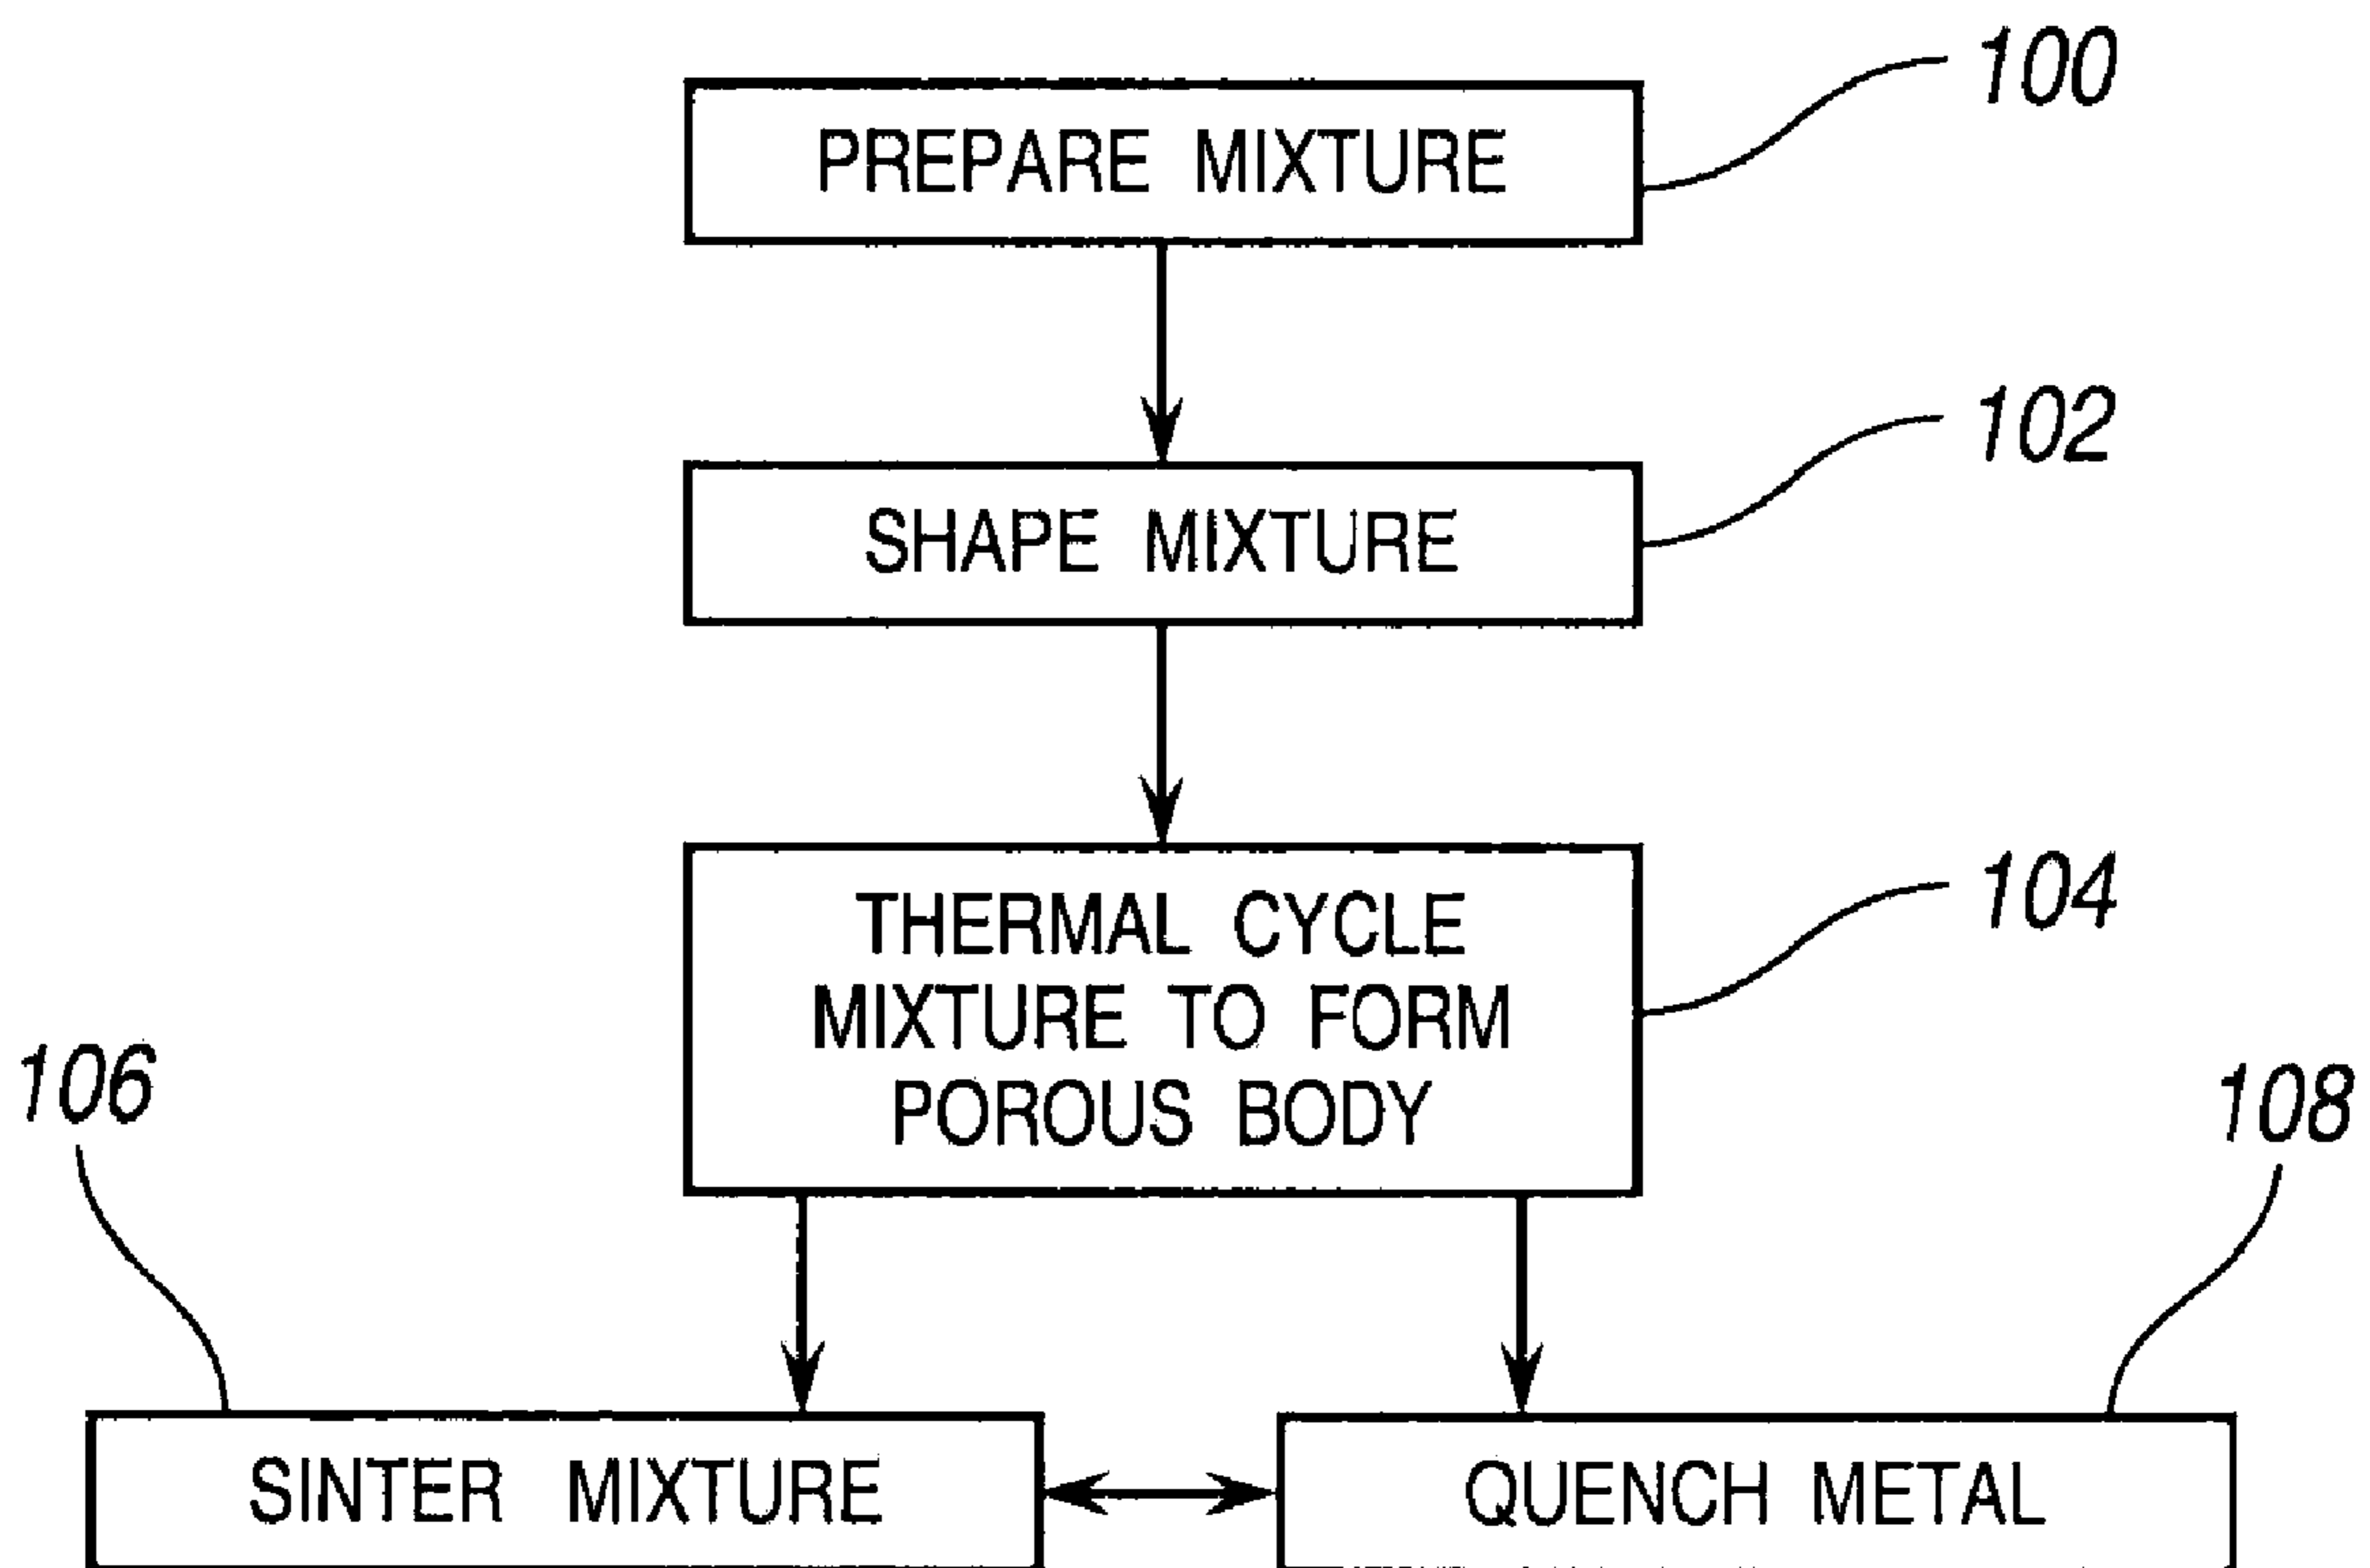 100
PREPARE MIXTURE
102
SHAPE MIXTURE
104
THERMAL CYCLE
MIXTURE TO FORM
POROUS BODY
106
108
SINTER MIXTURE
QUENCH METAL